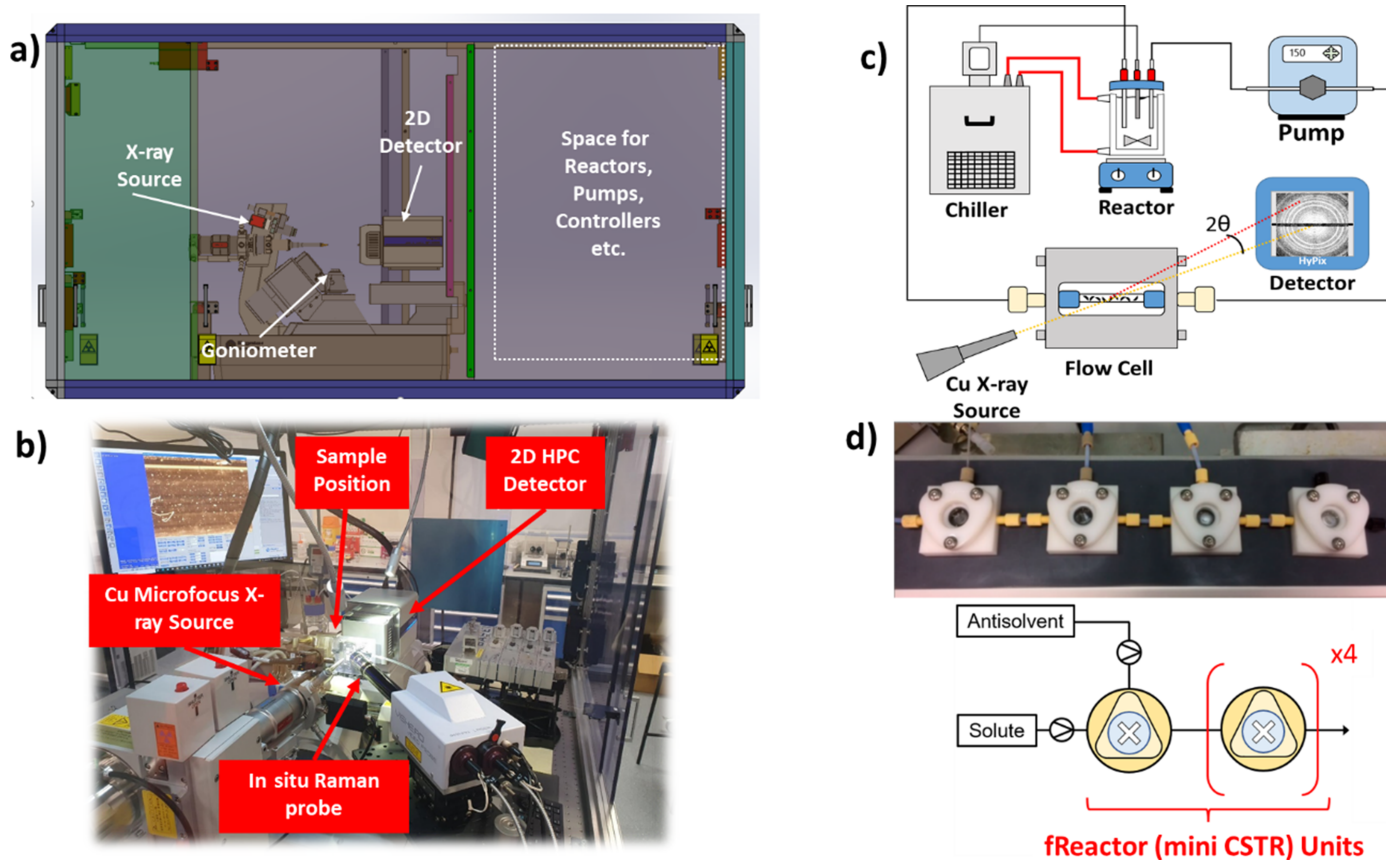 a)
X-ray
Source
2D
Detector
Space for
Reactors,
Pumps,
Controllers
etc.
Goniometer
b)
Sample
Position
2D HPC
Detector
Cu Microfocus X-
ray Source
In situ Raman
probe
c)
150
Pump
Chiller
Reactor
2θ
HyPix
Detector
Flow Cell
Cu X-ray
Source
d)
Antisolvent
x4
Solute
fReactor (mini CSTR) Units